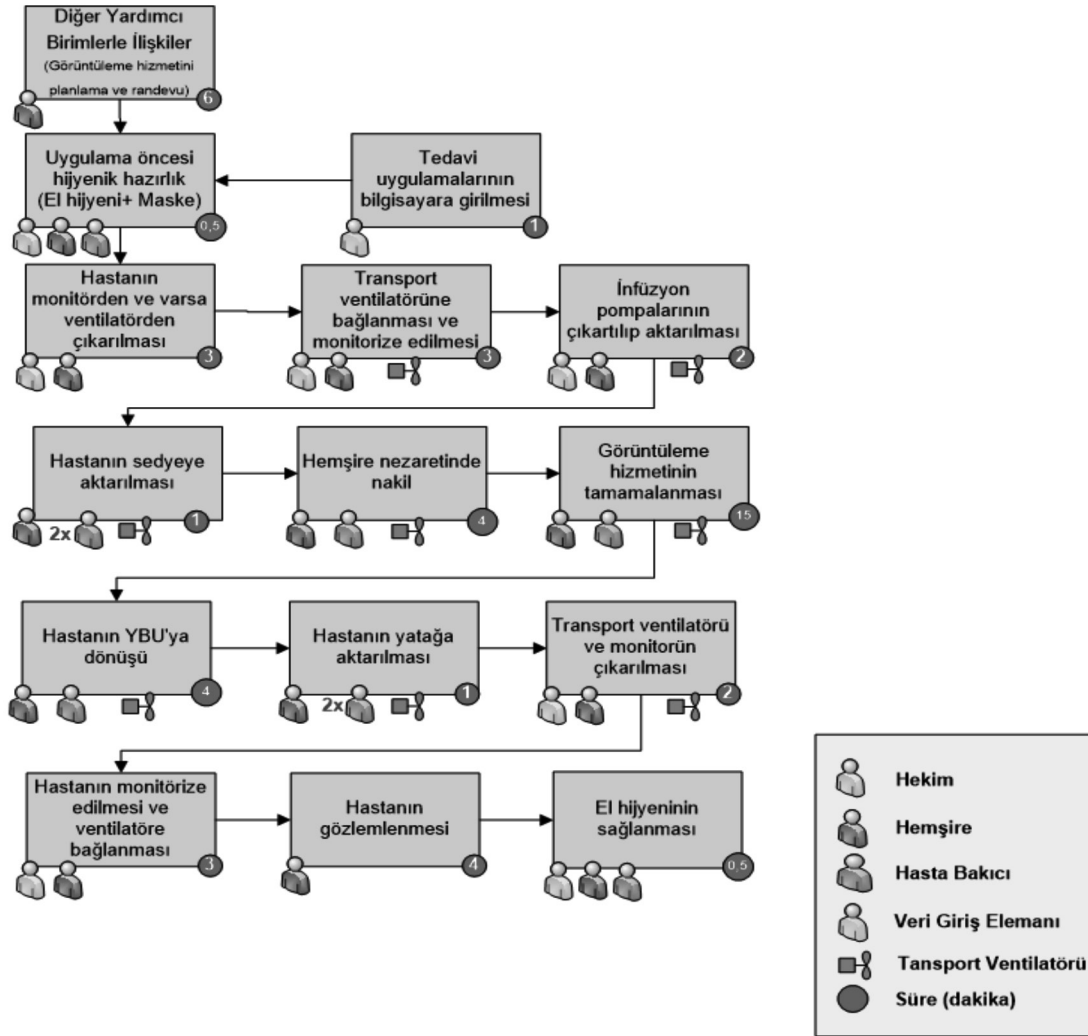 Diğer Yardımcı
Birimlerle İlişkiler
(Görüntüleme hizmetini
planlama ve randevu)
6
Uygulama öncesi
hijyenik hazırlık
(El hijyeni+ Maske)
0,5
Tedavi
uygulamalarının
bilgisayara girilmesi
1
Hastanın
monitörden ve varsa
ventilatörden
çıkarılması
3
Transport
ventilatörüne
bağlanması ve
monitorize edilmesi
3
İnfüzyon
pompalarının
çıkartılıp aktarılması
2
Hastanın sedyeye
aktarılması
2x
1
Hemşire nezaretinde
nakil
4
Görüntüleme
hizmetinin
tamamalanması
15
Hastanın YBU'ya
dönüşü
4
Hastanın yatağa
aktarılması
2x
1
Transport ventilatörü
ve monitorün
çıkarılması
2
Hastanın monitörize
edilmesi ve
ventilatöre
bağlanması
3
Hastanın
gözlemlenmesi
4
El hijyeninin
sağlanması
0,5
Hekim
Hemşire
Hasta Bakıcı
Veri Giriş Elemanı
Tansport Ventilatörü
Süre (dakika)